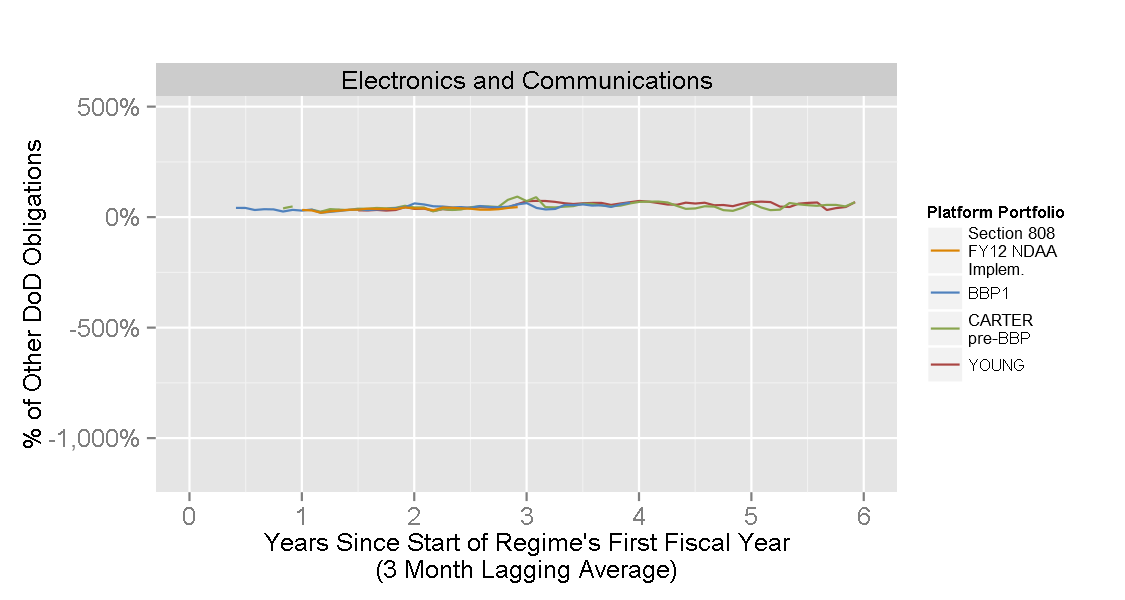 Electronics and Communications
% of Other DoD Obligations
500%
0%
-500%
-1,000%
0 1 2 3 4 5 6
Years Since Start of Regime's First Fiscal Year
(3 Month Lagging Average)
Platform Portfolio
Section 808
FY12 NDAA
Implem.
BBP1
CARTER
pre-BBP
YOUNG